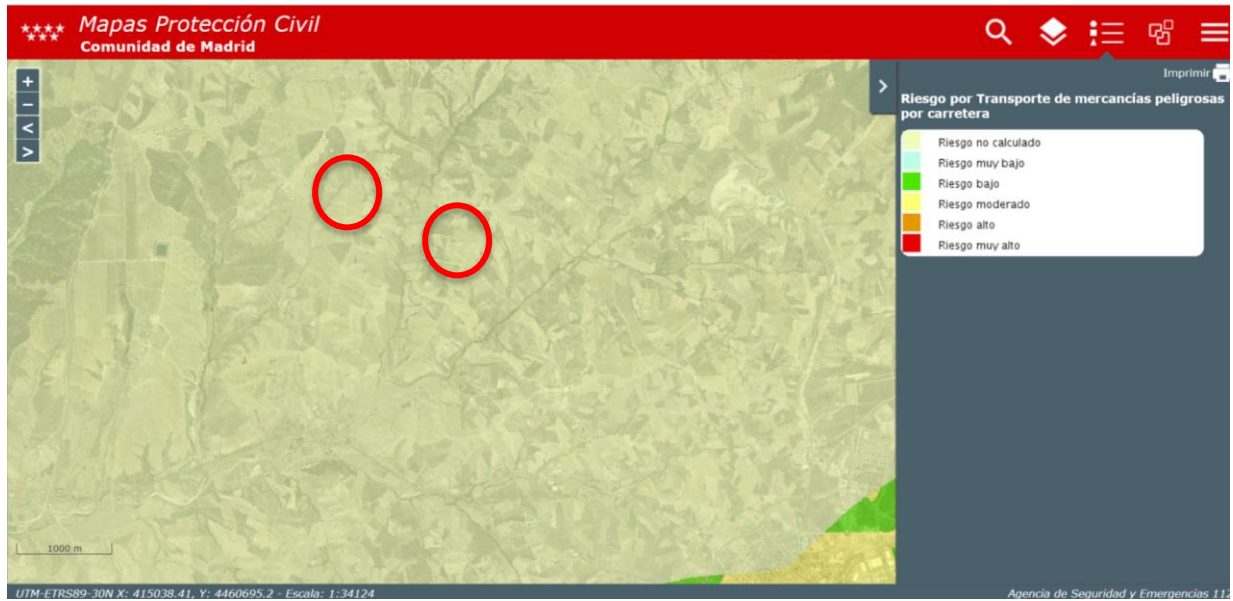 Mapas Protección Civil
Comunidad de Madrid
+
−
<
>
>
Imprimir
Riesgo por Transporte de mercancías peligrosas
por carretera
Riesgo no calculado
Riesgo muy bajo
Riesgo bajo
Riesgo moderado
Riesgo alto
Riesgo muy alto
1000 m
UTM-ETRS89-30N X: 415038.41, Y: 4460695.2 - Escala: 1:34124
Agencia de Seguridad y Emergencias 112